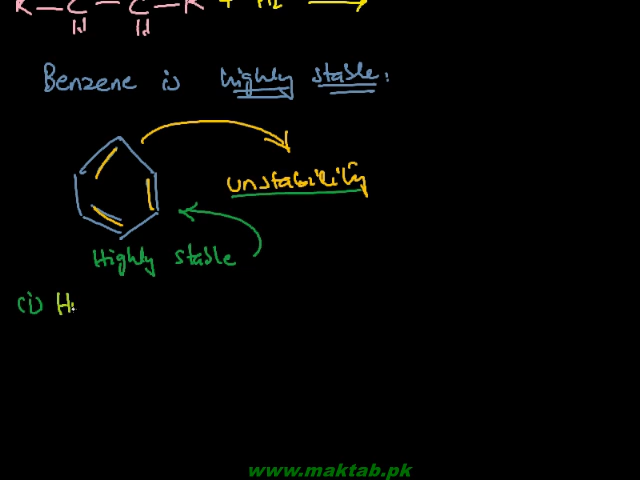 R — C — C — R + H2
H H
Benzene is highly stable.
unstability
Highly stable
(i) H
www.maktab.pk